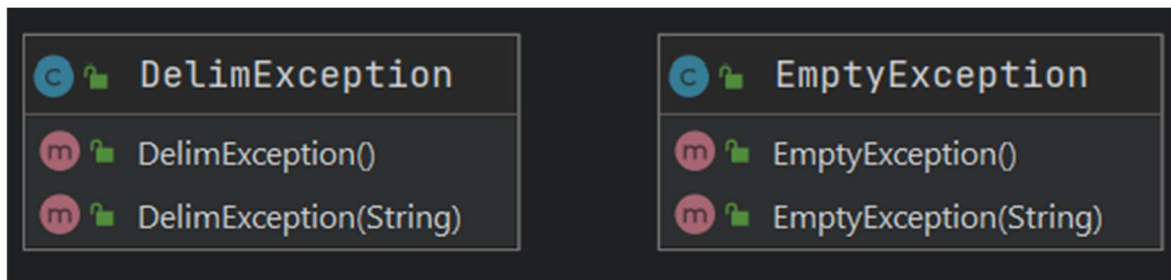 c DelimException
m DelimException()
m DelimException(String)
c EmptyException
m EmptyException()
m EmptyException(String)